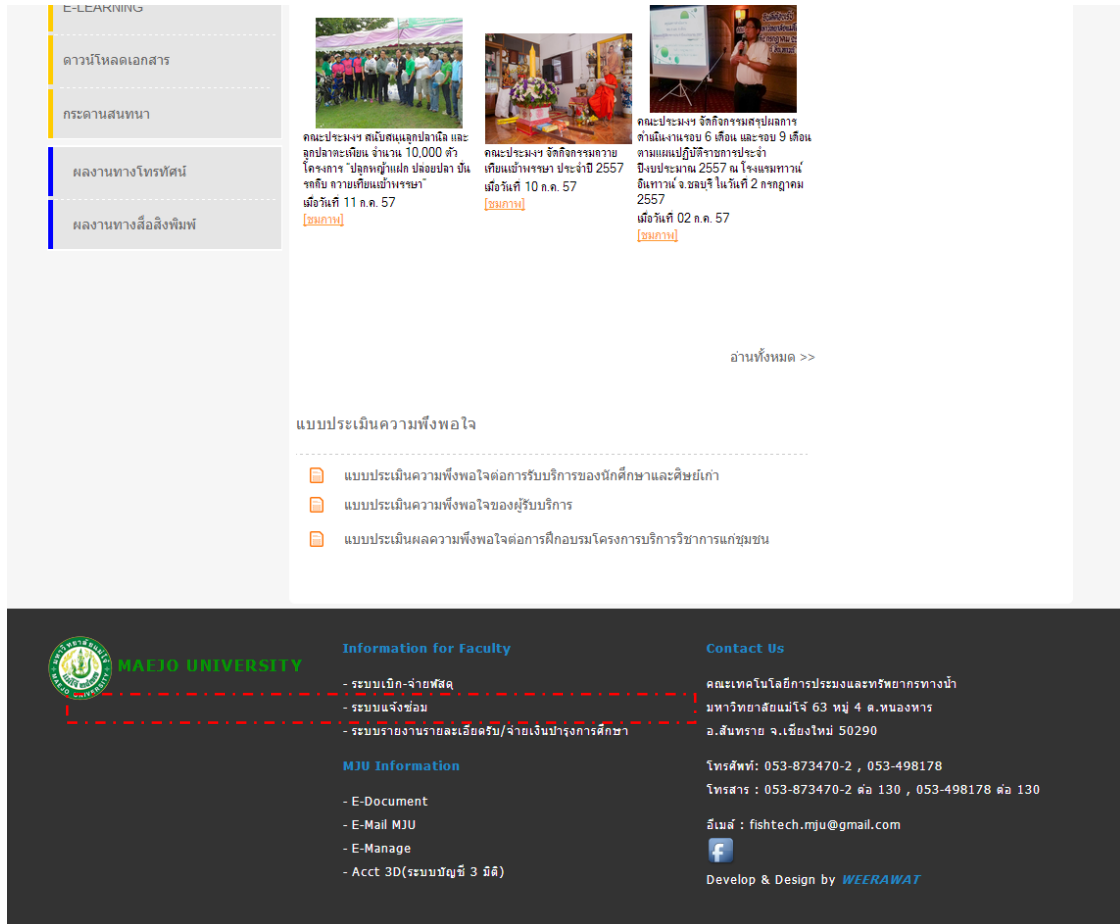 E-LEARNING
ดาวน์โหลดเอกสาร
กระดานสนทนา
ผลงานทางโทรทัศน์
ผลงานทางสื่อสิ่งพิมพ์
คณะประมงฯ สนับสนุนลูกปลานิล และ
ลูกปลาตะเพียน จำนวน 10,000 ตัว
โครงการ "ปลูกหญ้าแฝก ปล่อยปลา ปั่น
รถถีบ ถวายเทียนเข้าพรรษา"
เมื่อวันที่ 11 ก.ค. 57
[ชมภาพ]
คณะประมงฯ จัดกิจกรรมถวาย
เทียนเข้าพรรษา ประจำปี 2557
เมื่อวันที่ 10 ก.ค. 57
[ชมภาพ]
คณะประมงฯ จัดกิจกรรมสรุปผลการ
ดำเนินงานรอบ 6 เดือน และรอบ 9 เดือน
ตามแผนปฏิบัติราชการประจำ
ปีงบประมาณ 2557 ณ โรงแรมทาวน์
อินทาวน์ จ.ชลบุรี ในวันที่ 2 กรกฎาคม
2557
เมื่อวันที่ 02 ก.ค. 57
[ชมภาพ]
อ่านทั้งหมด >>
แบบประเมินความพึงพอใจ
แบบประเมินความพึงพอใจต่อการรับบริการของนักศึกษาและศิษย์เก่า
แบบประเมินความพึงพอใจของผู้รับบริการ
แบบประเมินผลความพึงพอใจต่อการฝึกอบรมโครงการบริการวิชาการแก่ชุมชน
MAEJO UNIVERSITY
Information for Faculty
- ระบบเบิก-จ่ายพัสดุ
- ระบบแจ้งซ่อม
- ระบบรายงานรายละเอียดรับ/จ่ายเงินบำรุงการศึกษา
MJU Information
- E-Document
- E-Mail MJU
- E-Manage
- Acct 3D(ระบบบัญชี 3 มิติ)
Contact Us
คณะเทคโนโลยีการประมงและทรัพยากรทางน้ำ
มหาวิทยาลัยแม่โจ้ 63 หมู่ 4 ต.หนองหาร
อ.สันทราย จ.เชียงใหม่ 50290
โทรศัพท์: 053-873470-2 , 053-498178
โทรสาร : 053-873470-2 ต่อ 130 , 053-498178 ต่อ 130
อีเมล์ : fishtech.mju@gmail.com
Develop & Design by WEERAWAT